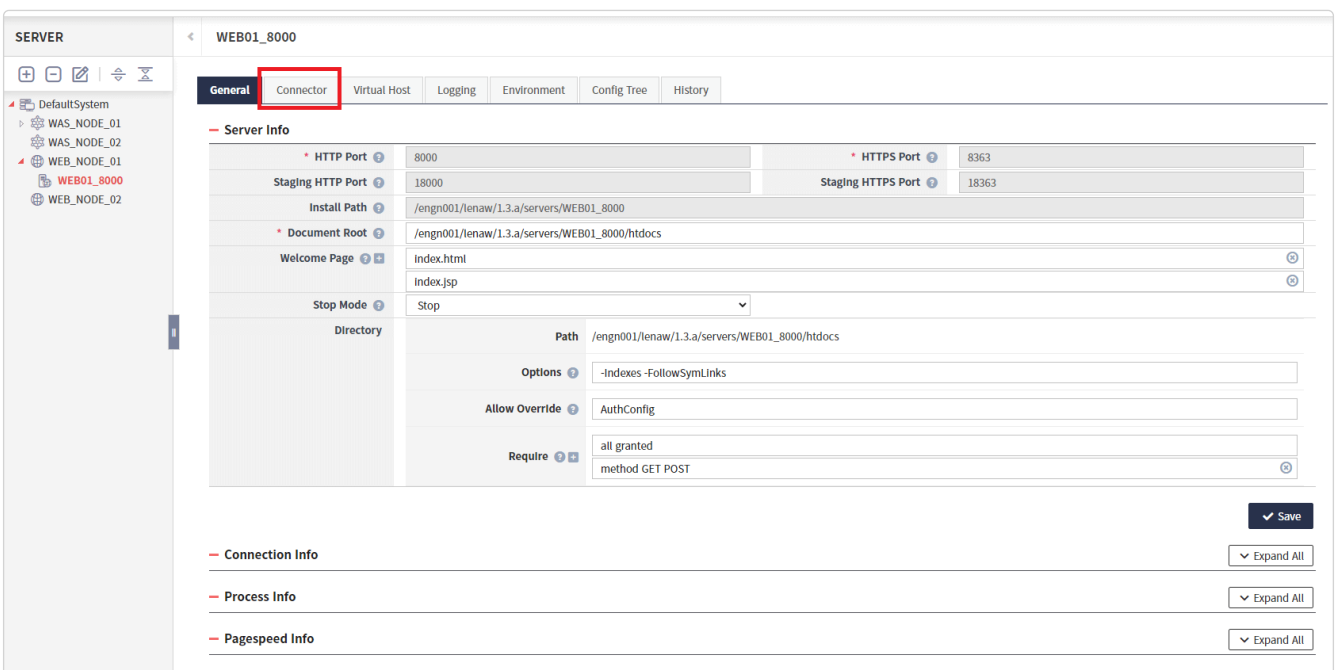 SERVER
WEB01_8000
General Connector Virtual Host Logging Environment Config Tree History
DefaultSystem
WAS_NODE_01
WAS_NODE_02
WEB_NODE_01
WEB01_8000
WEB_NODE_02
Server Info
* HTTP Port 8000 * HTTPS Port 8363
Staging HTTP Port 18000 Staging HTTPS Port 18363
Install Path /engn001/lenaw/1.3.a/servers/WEB01_8000
* Document Root /engn001/lenaw/1.3.a/servers/WEB01_8000/htdocs
Welcome Page index.html
index.jsp
Stop Mode Stop
Directory
Path /engn001/lenaw/1.3.a/servers/WEB01_8000/htdocs
Options -Indexes -FollowSymLinks
Allow Override AuthConfig
Require all granted
method GET POST
Save
Connection Info Expand All
Process Info Expand All
Pagespeed Info Expand All